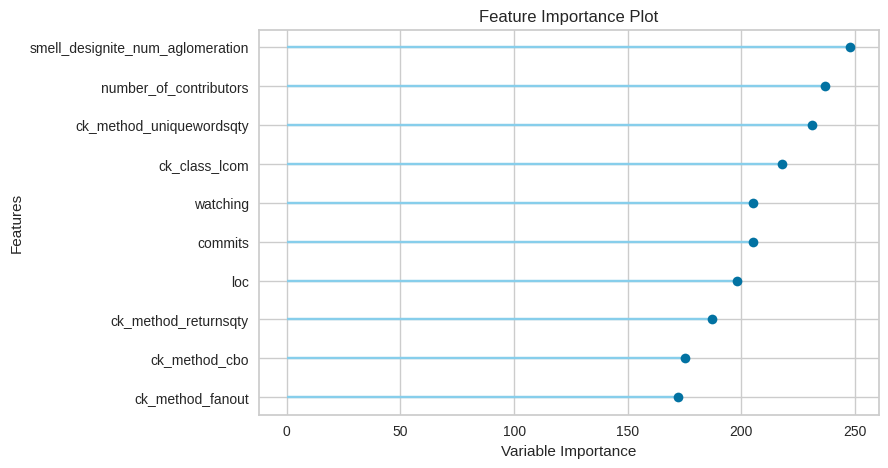 Feature Importance Plot
smell_designite_num_aglomeration
number_of_contributors
ck_method_uniquewordsqty
ck_class_lcom
watching
commits
loc
ck_method_returnsqty
ck_method_cbo
ck_method_fanout
Features
0 50 100 150 200 250
Variable Importance